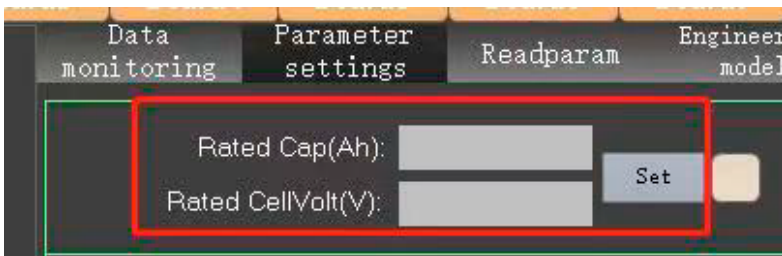 Data monitoring
Parameter settings
Readparam
Engineer model
Rated Cap(Ah):
Set
Rated CellVolt(V):